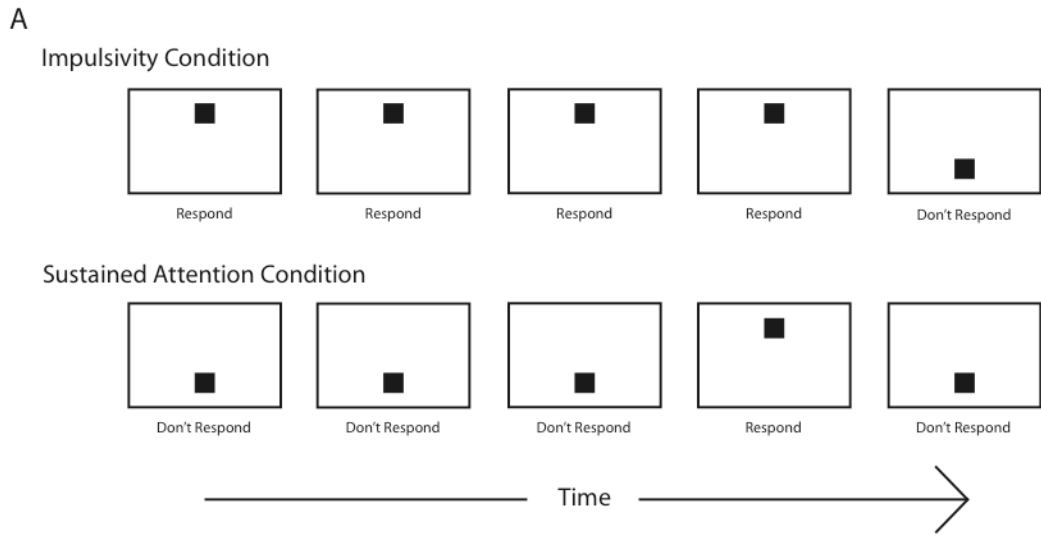 A
Impulsivity Condition
Respond Respond Respond Respond Don't Respond
Sustained Attention Condition
Don't Respond Don't Respond Don't Respond Respond Don't Respond
Time